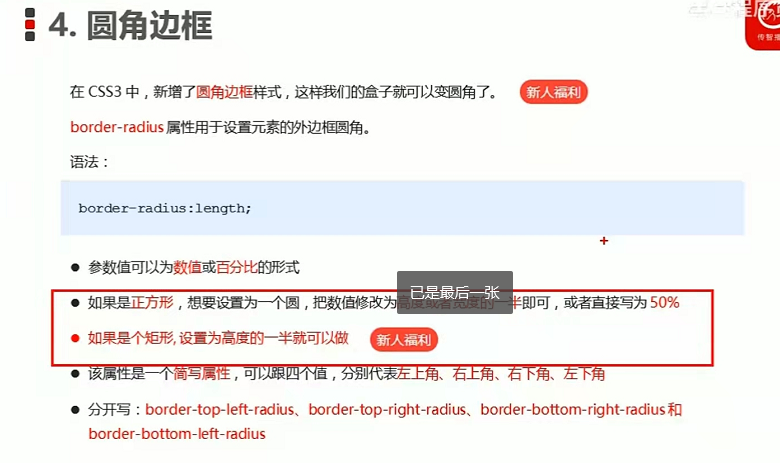 4. 圆角边框
传智播
在 CSS3 中，新增了圆角边框样式，这样我们的盒子就可以变圆角了。 新人福利
border-radius 属性用于设置元素的外边框圆角。
语法：
border-radius:length;
参数值可以为数值或百分比的形式
已是最后一张
如果是正方形，想要设置为一个圆，把数值修改为高度或者宽度的一半即可，或者直接写为 50%
如果是个矩形, 设置为高度的一半就可以做 新人福利
该属性是一个简写属性，可以跟四个值，分别代表左上角、右上角、右下角、左下角
分开写：border-top-left-radius、border-top-right-radius、border-bottom-right-radius 和
border-bottom-left-radius